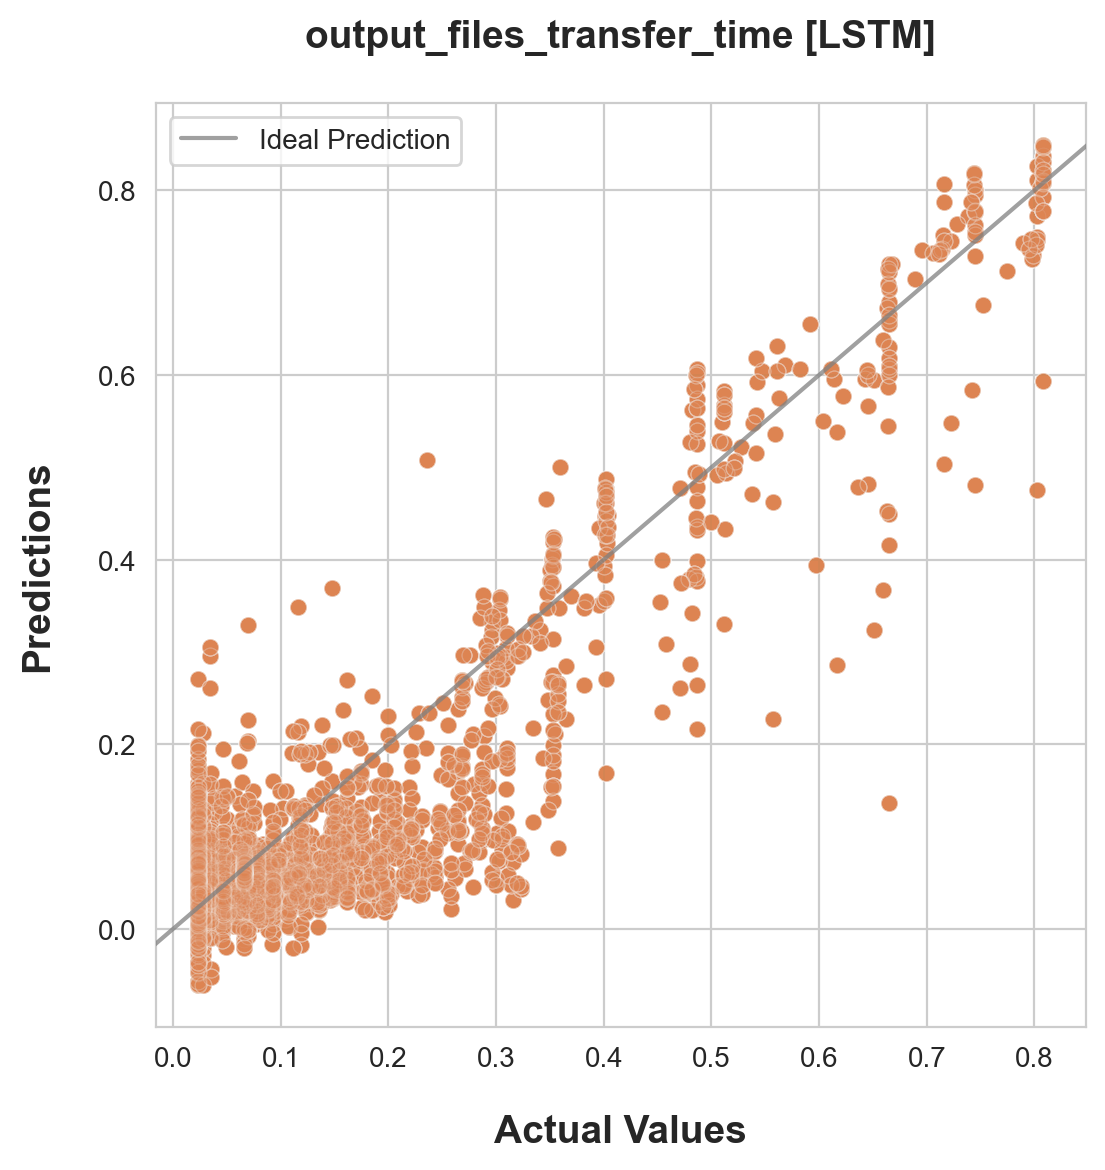 output_files_transfer_time [LSTM]
Ideal Prediction
0.8
0.6
0.4
0.2
0.0
Predictions
0.0 0.1 0.2 0.3 0.4 0.5 0.6 0.7 0.8
Actual Values